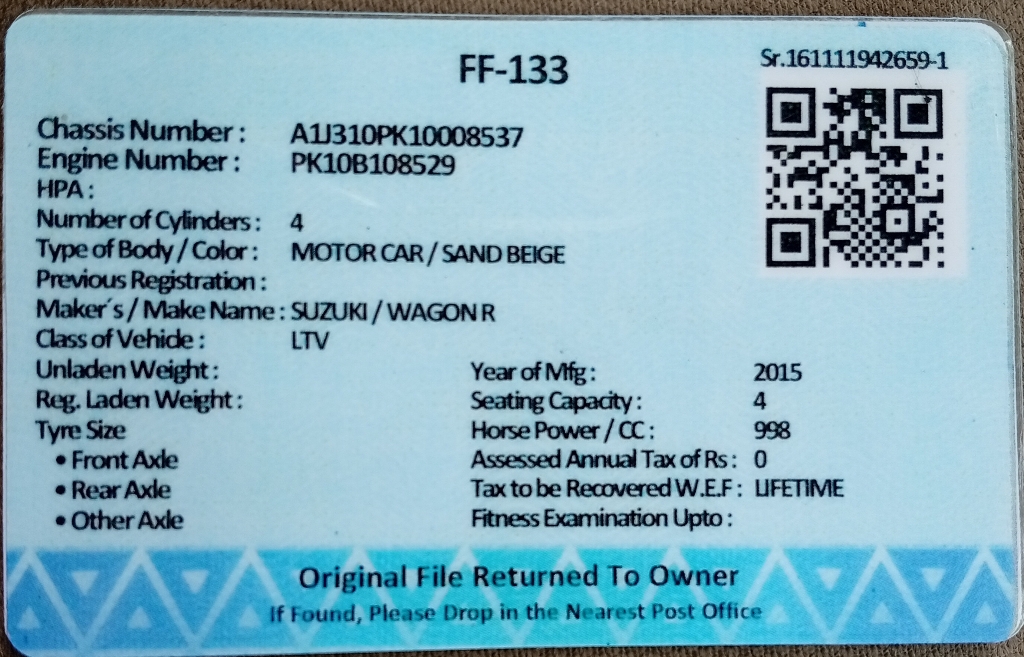 FF-133
Sr.161111942659-1
Chassis Number : A1J310PK10008537
Engine Number : PK10B108529
HPA :
Number of Cylinders : 4
Type of Body / Color : MOTOR CAR / SAND BEIGE
Previous Registration :
Maker´s / Make Name : SUZUKI / WAGON R
Class of Vehicle : LTV
Unladen Weight : Year of Mfg : 2015
Reg. Laden Weight : Seating Capacity : 4
Tyre Size Horse Power / CC : 998
• Front Axle Assessed Annual Tax of Rs : 0
• Rear Axle Tax to be Recovered W.E.F : LIFETIME
• Other Axle Fitness Examination Upto :
Original File Returned To Owner
If Found, Please Drop in the Nearest Post Office